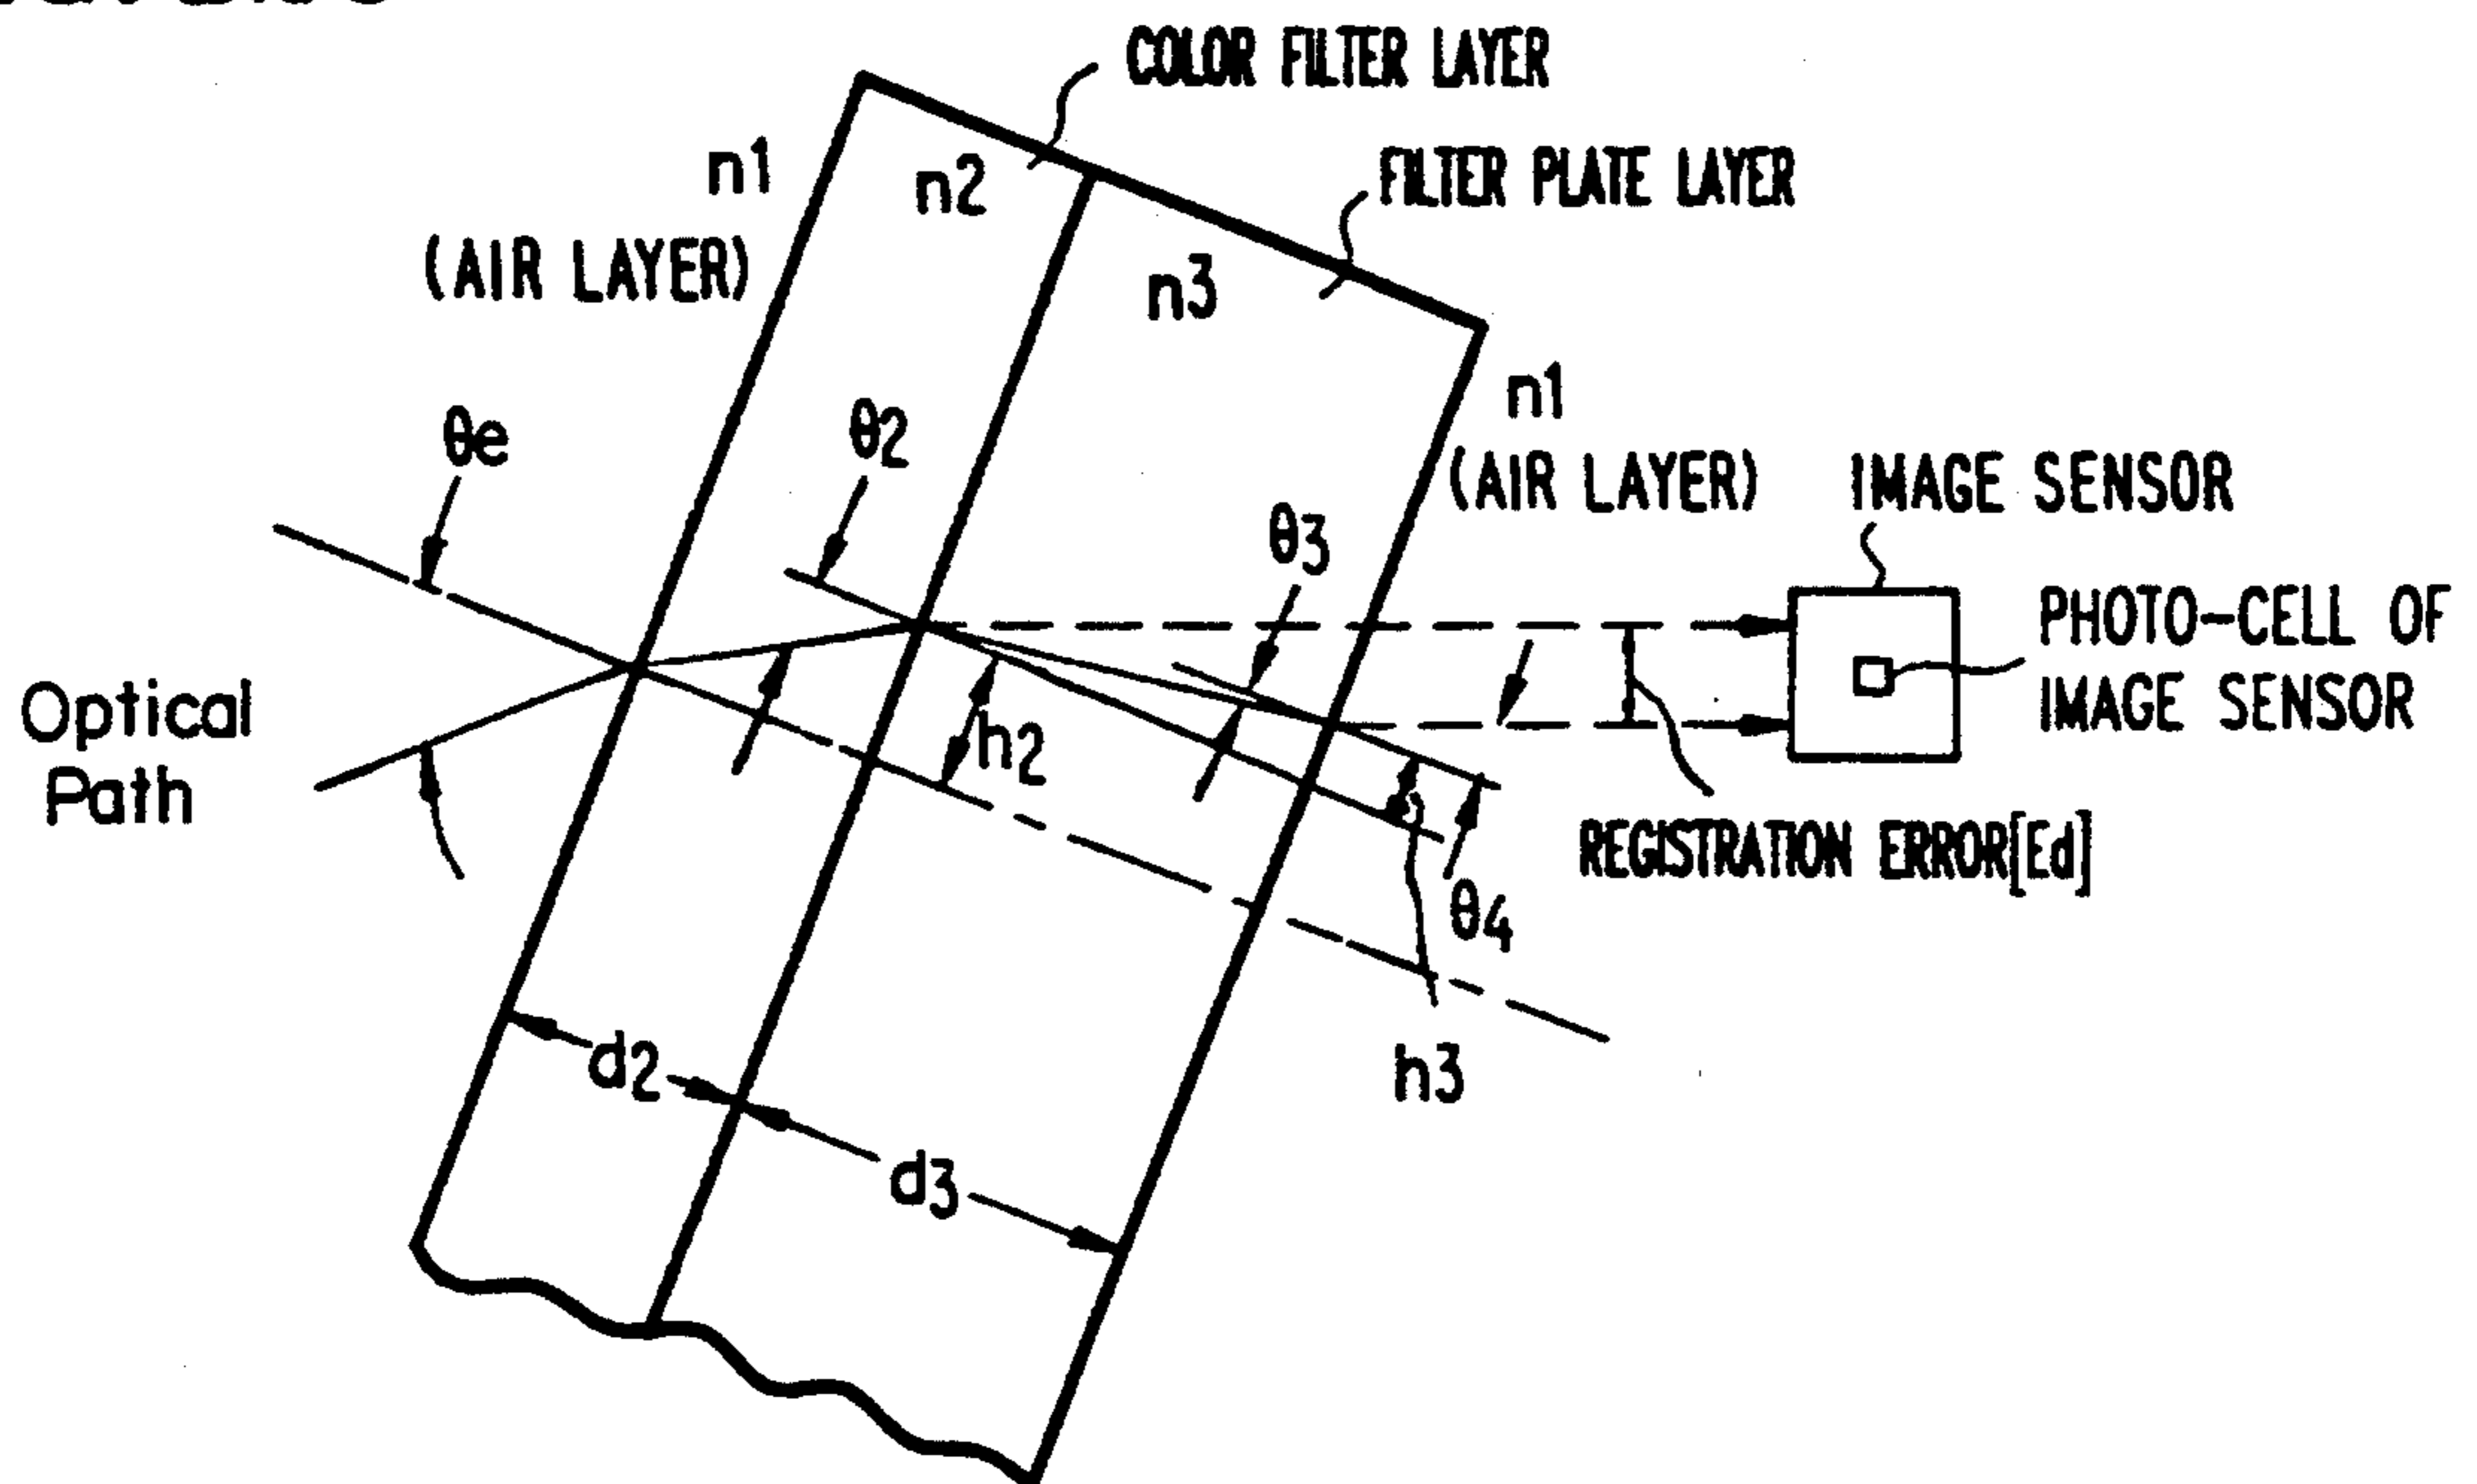 COLOR FILTER LAYER
FILTER PLATE LAYER
n1
(AIR LAYER)
n2
n3
n1
(AIR LAYER)
IMAGE SENSOR
PHOTO-CELL OF
IMAGE SENSOR
θe
θ2
θ3
Optical
Path
h2
REGISTRATION ERROR[Ed]
θ4
h3
d2
d3